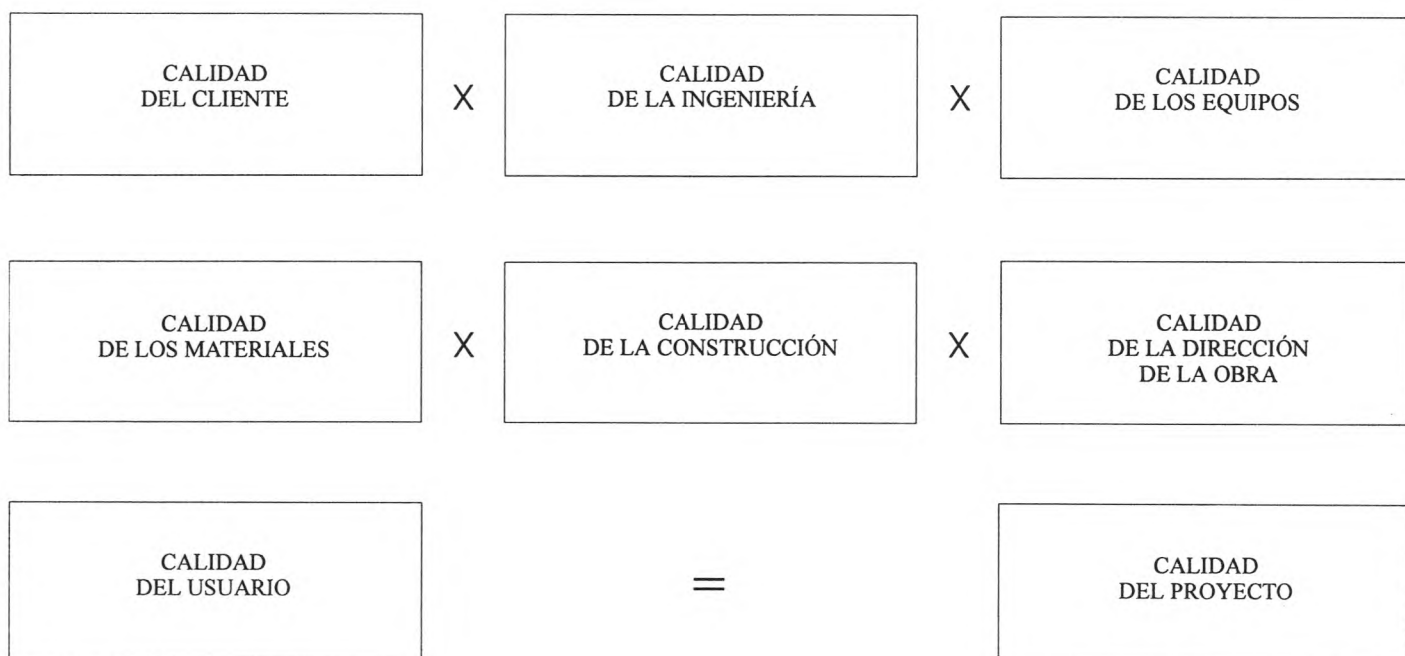 CALIDAD
DEL CLIENTE
X
CALIDAD
DE LA INGENIERÍA
X
CALIDAD
DE LOS EQUIPOS
CALIDAD
DE LOS MATERIALES
X
CALIDAD
DE LA CONSTRUCCIÓN
X
CALIDAD
DE LA DIRECCIÓN
DE LA OBRA
CALIDAD
DEL USUARIO
=
CALIDAD
DEL PROYECTO